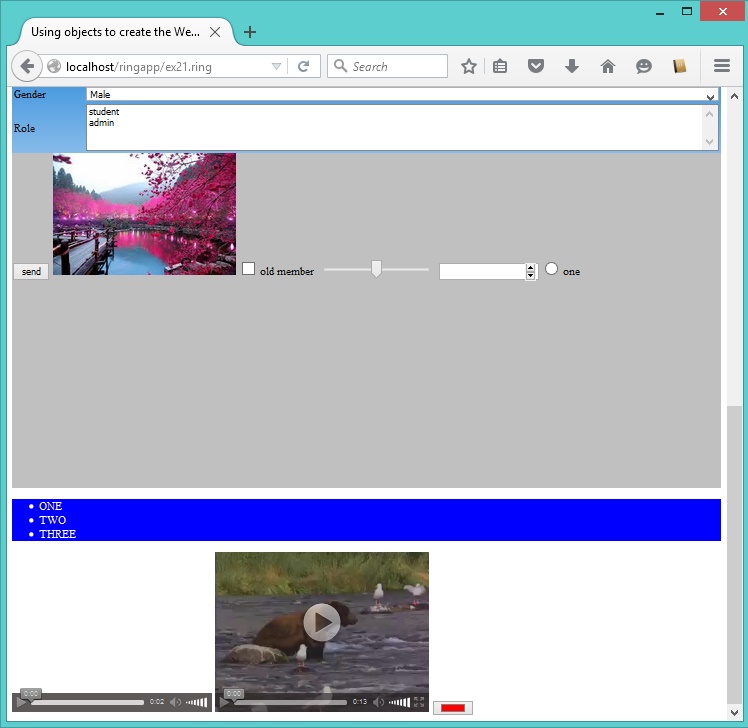 Using objects to create the We...
localhost/ringapp/ex21.ring
Search
Gender
Male
Role
student
admin
send
old member
one
ONE
TWO
THREE
0:00
0:02
0:00
0:13